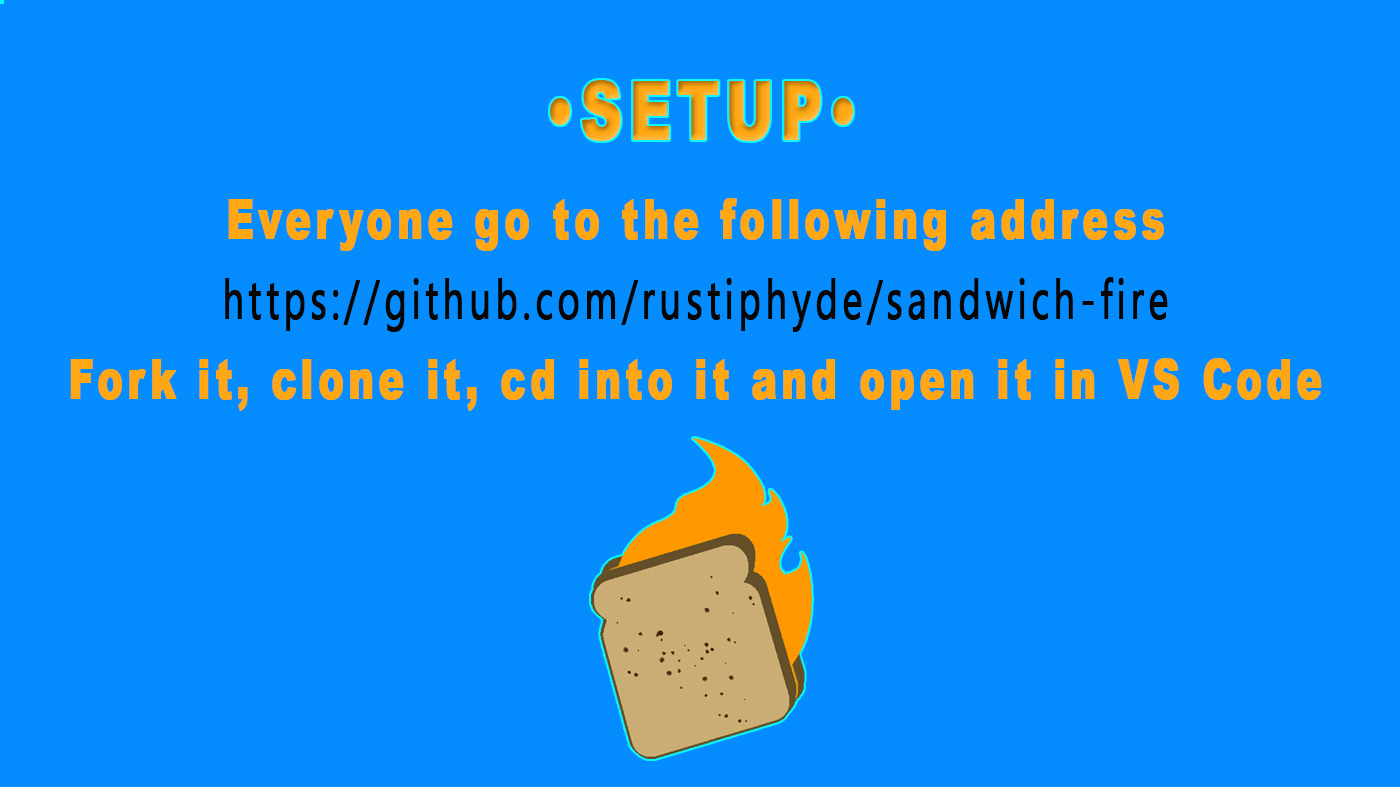 •SETUP•
Everyone go to the following address
https://github.com/rustiphyde/sandwich-fire
Fork it, clone it, cd into it and open it in VS Code